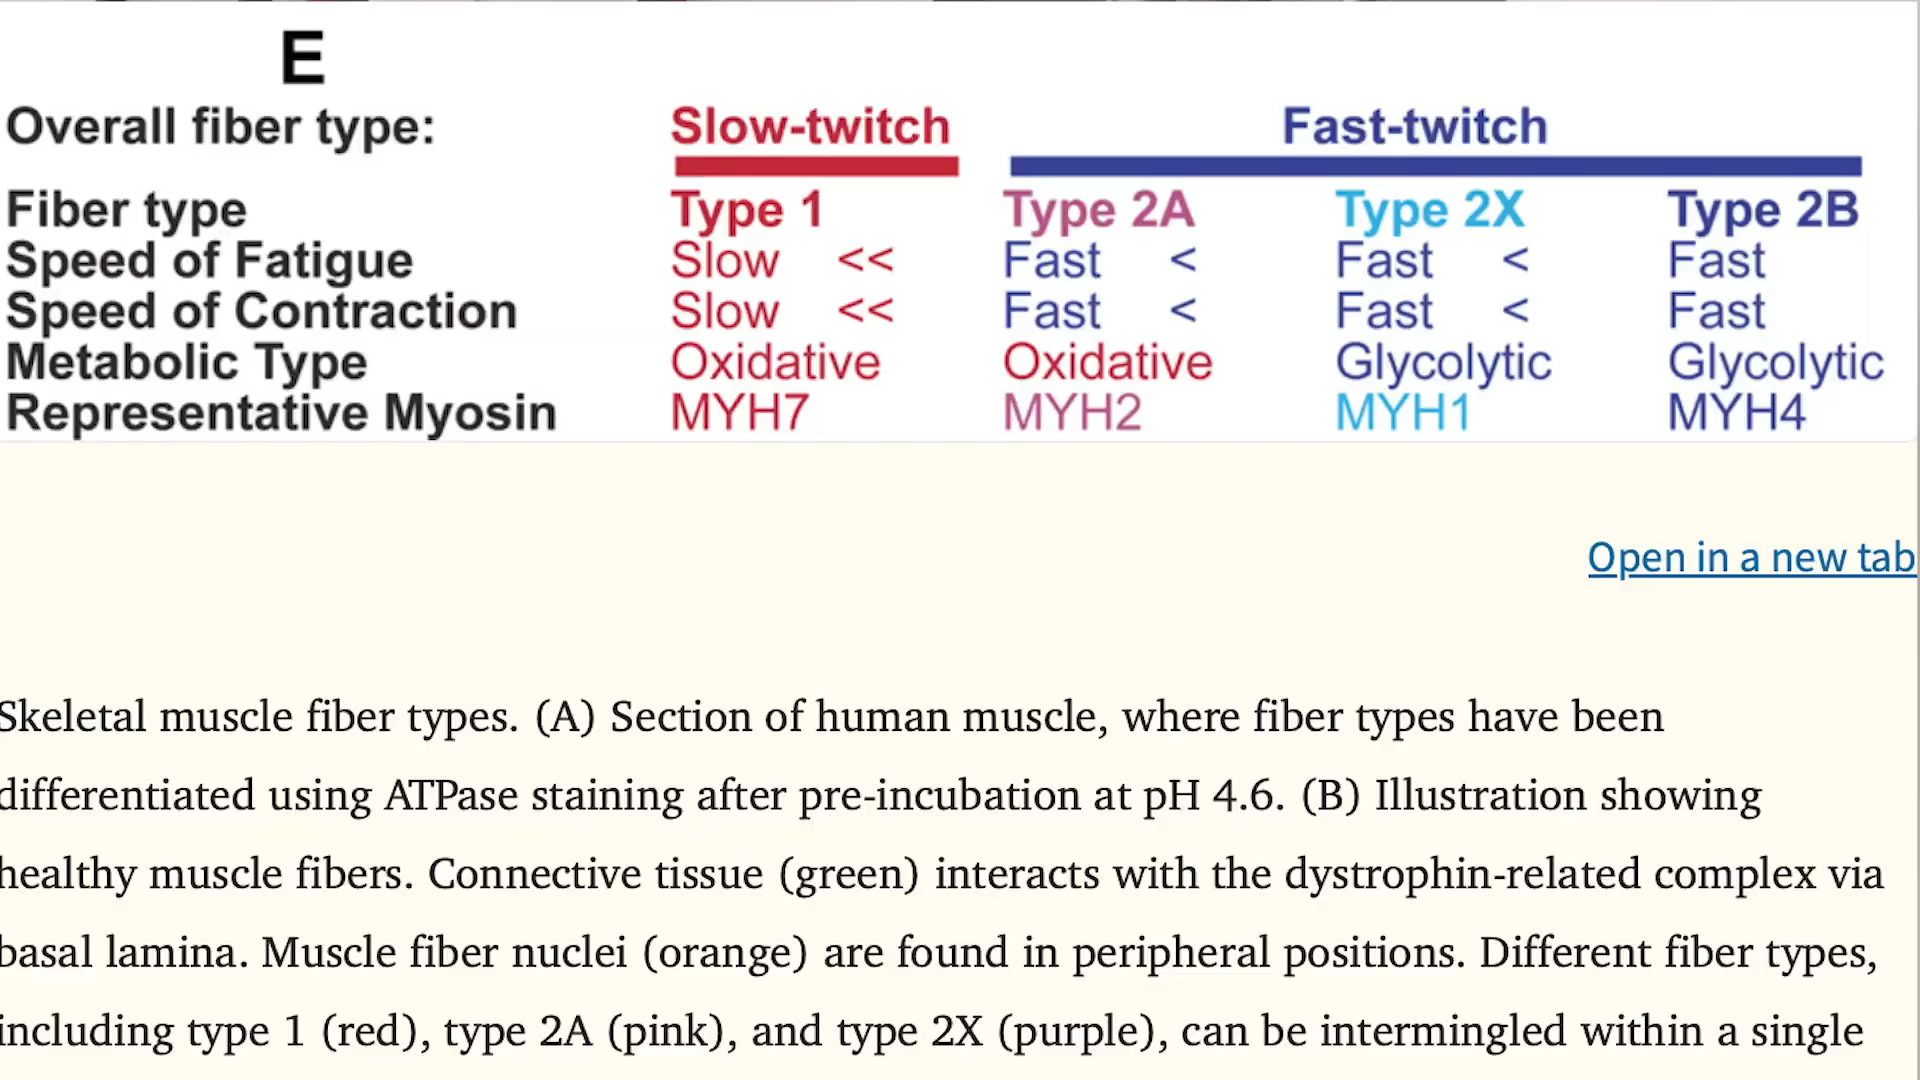 E
Overall fiber type: Slow-twitch Fast-twitch
Fiber type Type 1 Type 2A Type 2X Type 2B
Speed of Fatigue Slow << Fast < Fast < Fast
Speed of Contraction Slow << Fast < Fast < Fast
Metabolic Type Oxidative Oxidative Glycolytic Glycolytic
Representative Myosin MYH7 MYH2 MYH1 MYH4
Open in a new tab
Skeletal muscle fiber types. (A) Section of human muscle, where fiber types have been
differentiated using ATPase staining after pre-incubation at pH 4.6. (B) Illustration showing
healthy muscle fibers. Connective tissue (green) interacts with the dystrophin-related complex via
basal lamina. Muscle fiber nuclei (orange) are found in peripheral positions. Different fiber types,
including type 1 (red), type 2A (pink), and type 2X (purple), can be intermingled within a single